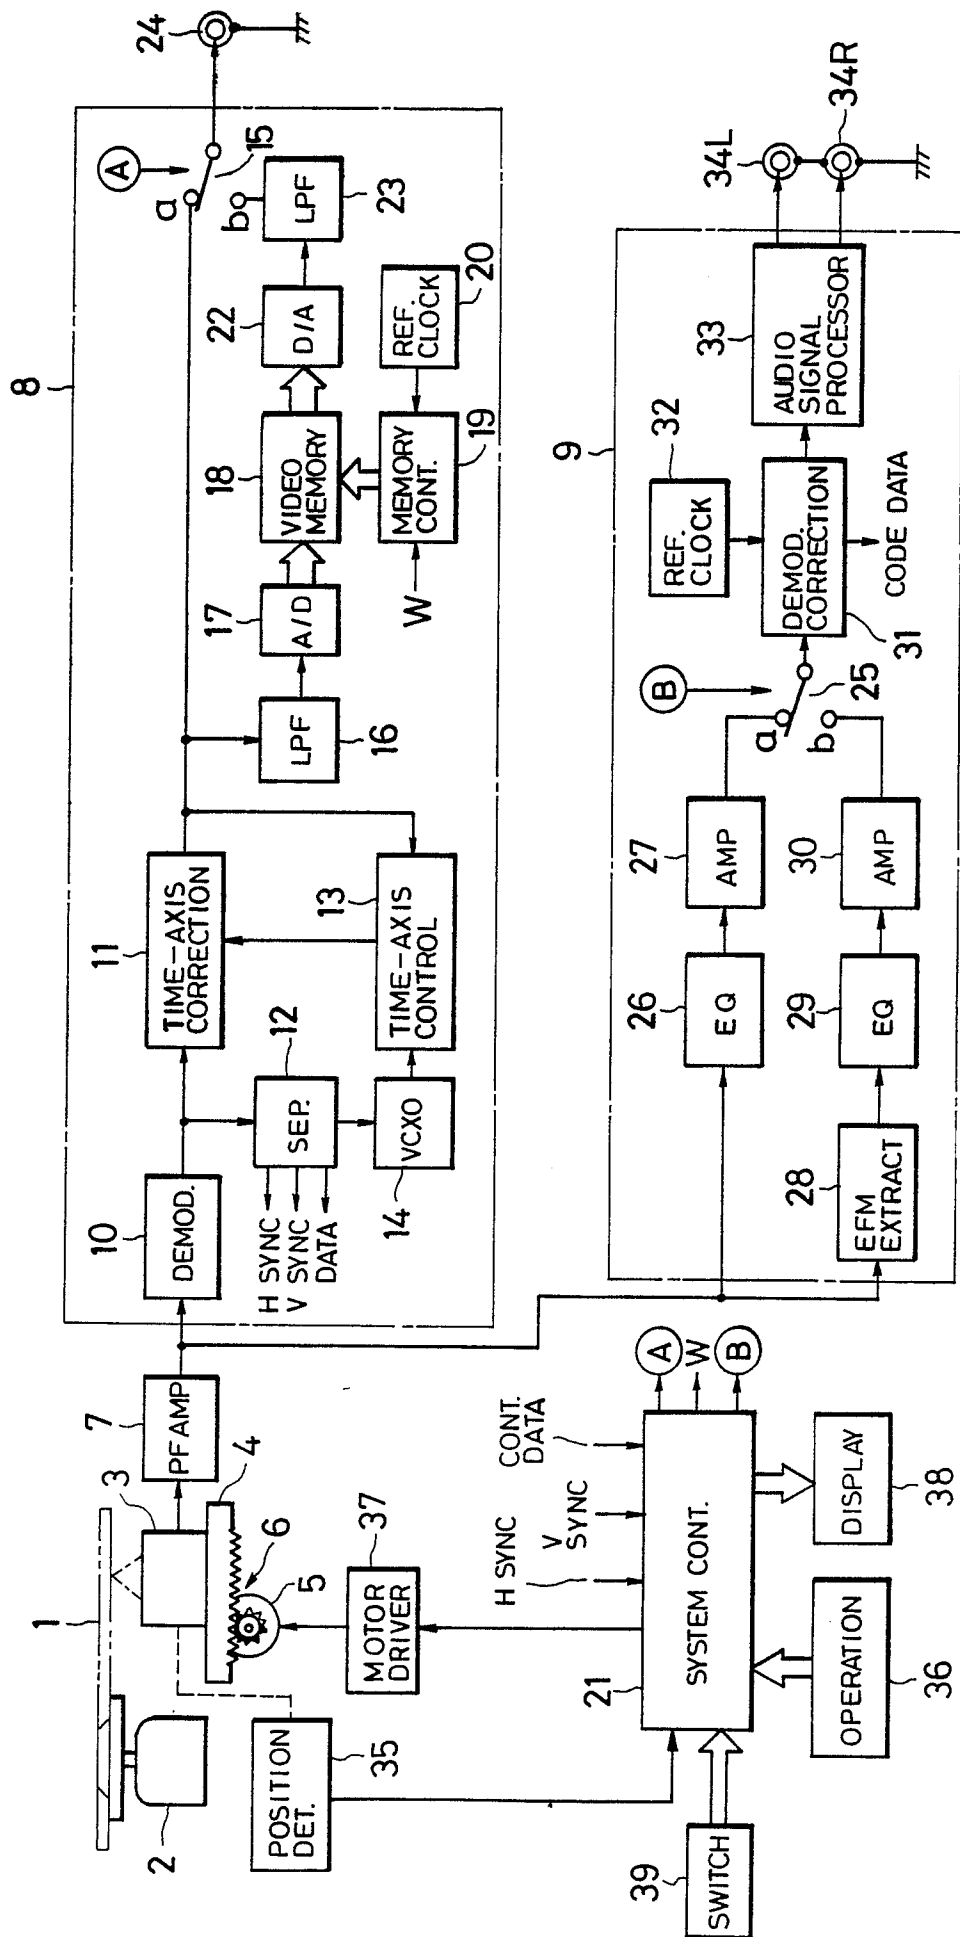 1
2
3
4
5
6
7
PF AMP
8
10
DEMOD.
11
TIME-AXIS
CORRECTION
12
SEP.
H SYNC
V SYNC
DATA
13
TIME-AXIS
CONTROL
14
VCXO
16
LPF
17
A/D
18
VIDEO
MEMORY
W
19
MEMORY
CONT.
20
REF.
CLOCK
22
D/A
23
LPF
A
a
b
15
24
POSITION
DET.
35
MOTOR
DRIVER
37
H SYNC
V
SYNC
CONT.
DATA
21
SYSTEM CONT.
A
W
B
39
SWITCH
OPERATION
36
DISPLAY
38
9
26
EQ
27
AMP
28
EFM
EXTRACT
29
EQ
30
AMP
B
a
b
25
31
DEMOD.
CORRECTION
CODE DATA
32
REF.
CLOCK
33
AUDIO
SIGNAL
PROCESSOR
34L
34R